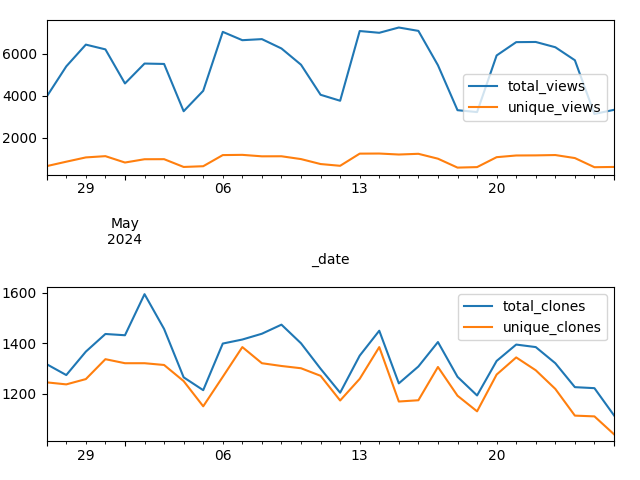 6000
4000
2000
total_views
unique_views
29
06
13
20
May
2024
_date
1600
1400
1200
total_clones
unique_clones
29
06
13
20